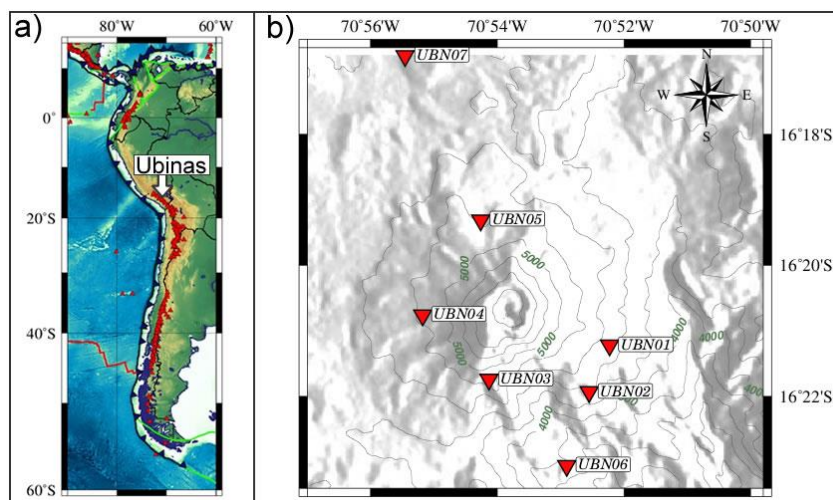 a)
80°W
60°W
Ubinas
0°
20°S
40°S
60°S
b)
70°56'W
70°54'W
70°52'W
70°50'W
UBN07
N
W
E
S
16°18'S
UBN05
5000
5000
16°20'S
UBN04
UBN01
4000
4000
5000
5000
UBN03
UBN02
16°22'S
4000
UBN06